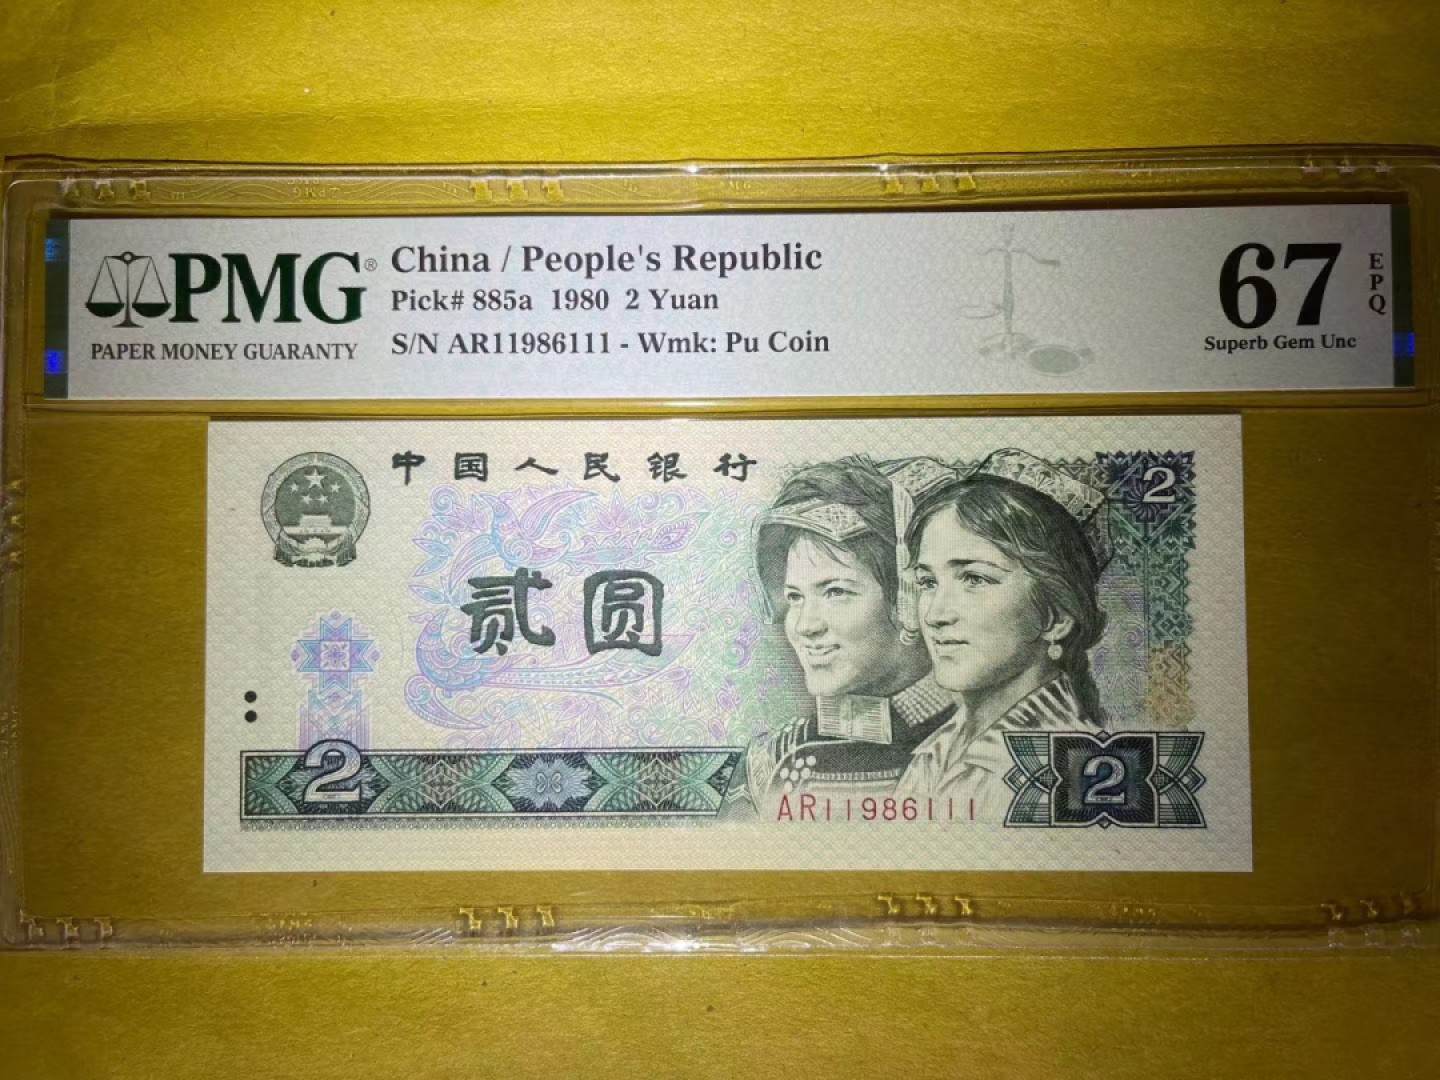 PMG®
PAPER MONEY GUARANTY
China / People's Republic
Pick# 885a 1980 2 Yuan
S/N AR11986111 - Wmk: Pu Coin
67
EPQ
Superb Gem Unc
中国人民银行
2
贰圆
2
2
AR11986111